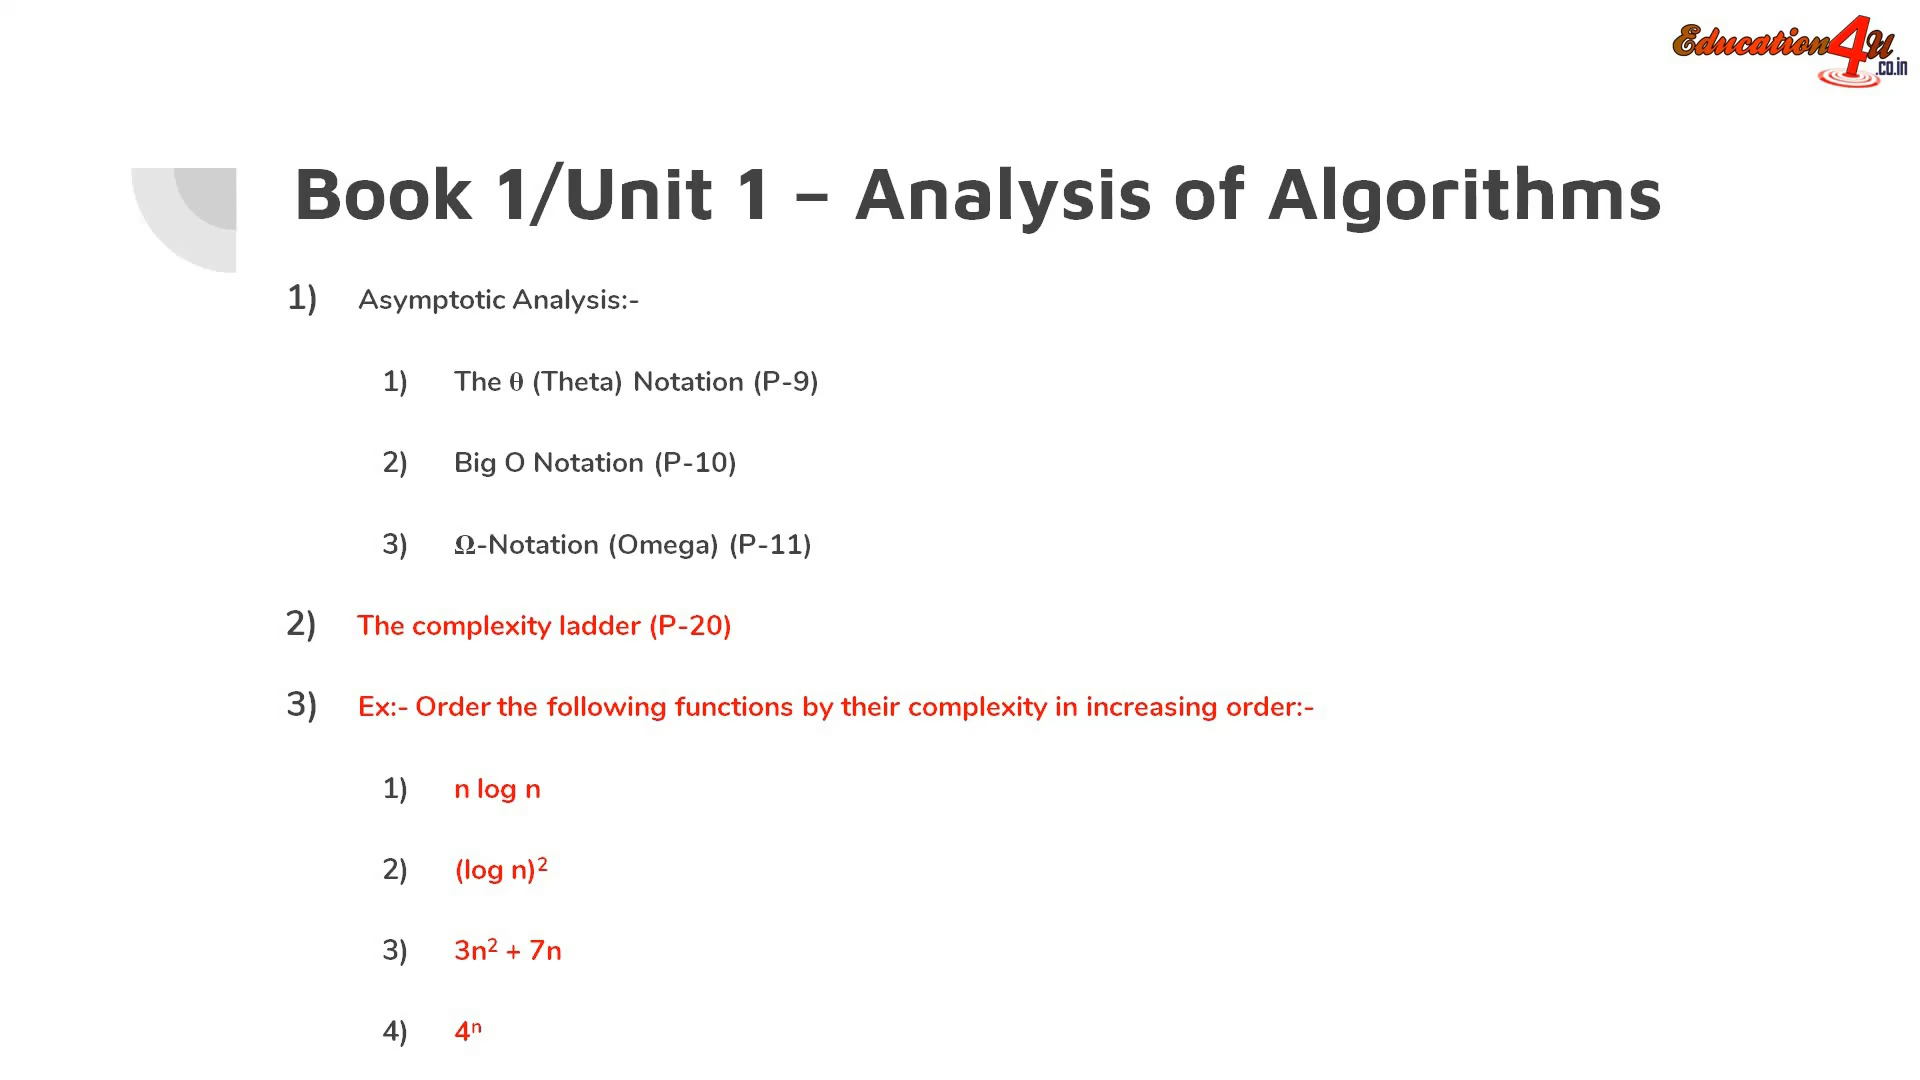 Education4u
.co.in
Book 1/Unit 1 – Analysis of Algorithms
1) Asymptotic Analysis:-
1) The θ (Theta) Notation (P-9)
2) Big O Notation (P-10)
3) Ω-Notation (Omega) (P-11)
2) The complexity ladder (P-20)
3) Ex:- Order the following functions by their complexity in increasing order:-
1) n log n
2) (log n)²
3) 3n² + 7n
4) 4ⁿ